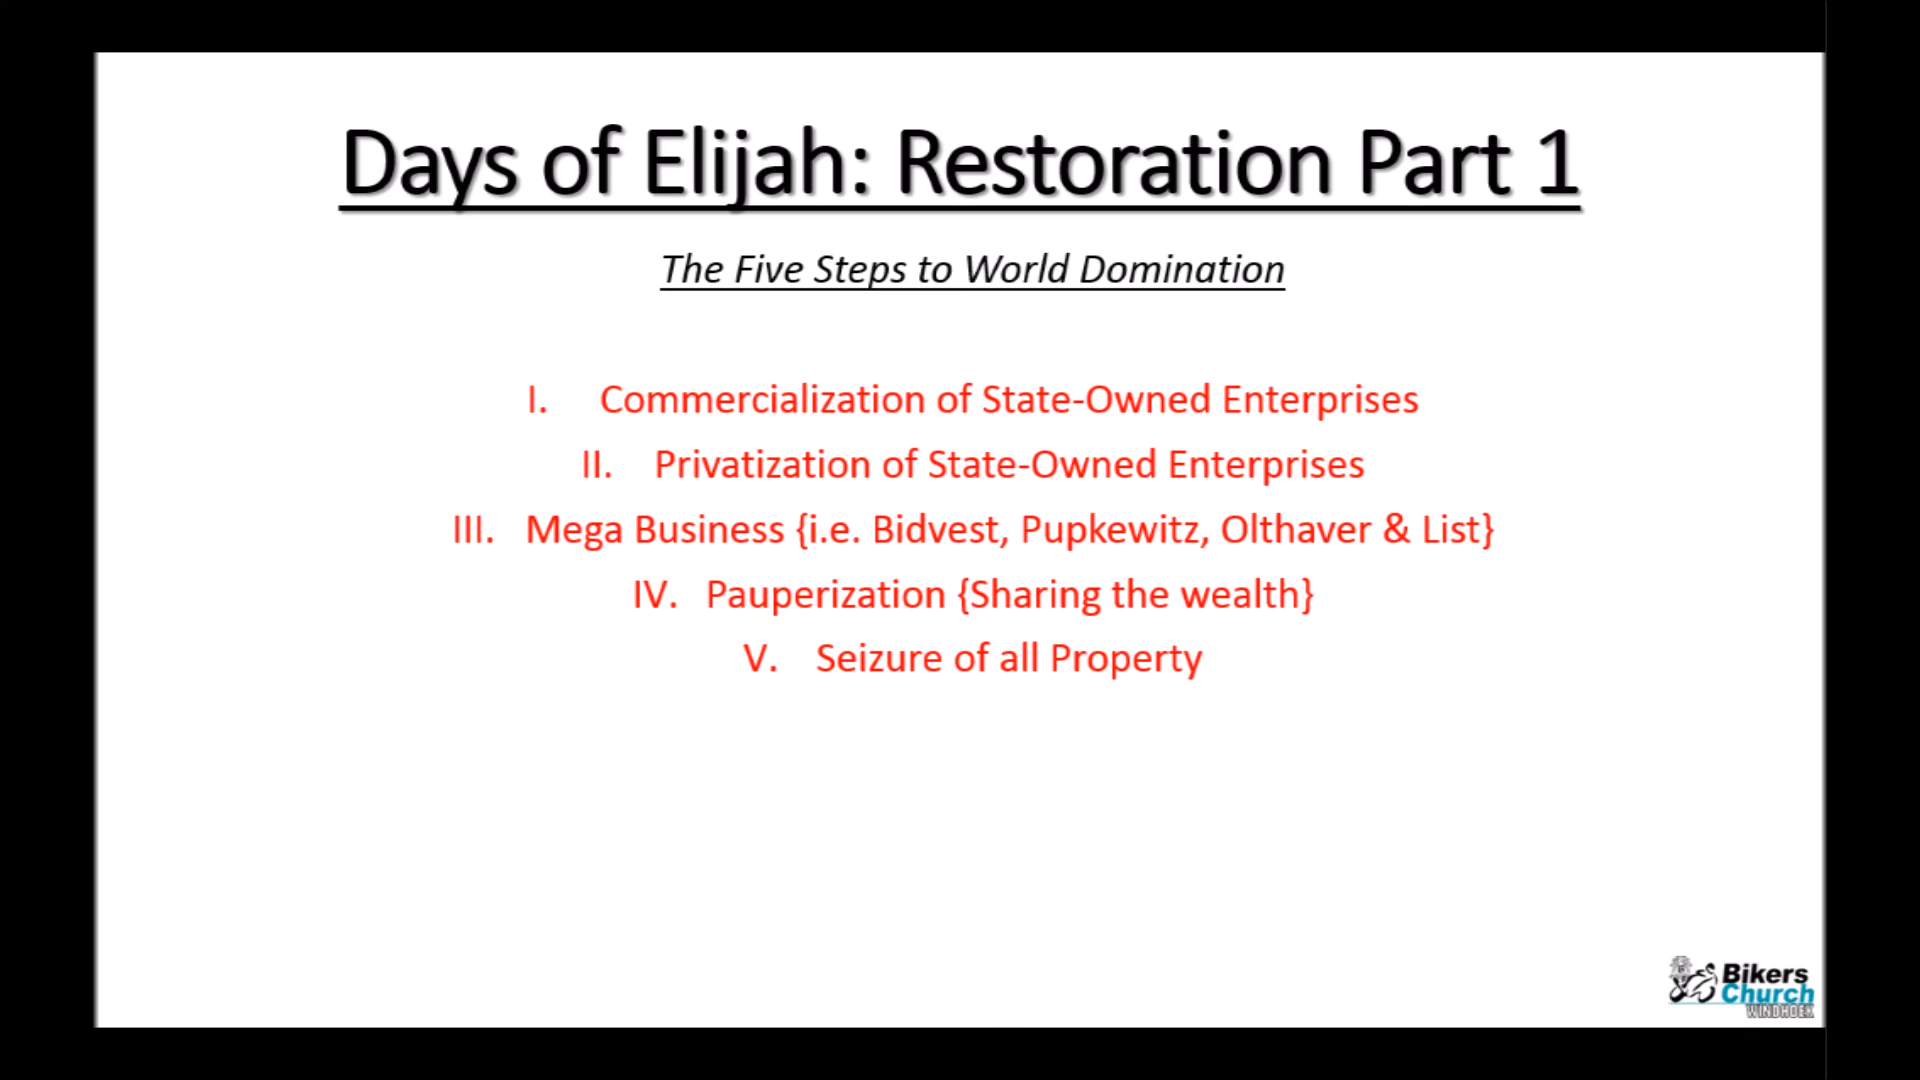 Days of Elijah: Restoration Part 1
The Five Steps to World Domination
I. Commercialization of State-Owned Enterprises
II. Privatization of State-Owned Enterprises
III. Mega Business {i.e. Bidvest, Pupkewitz, Olthaver & List}
IV. Pauperization {Sharing the wealth}
V. Seizure of all Property
Bikers
Church
WINDHOEK